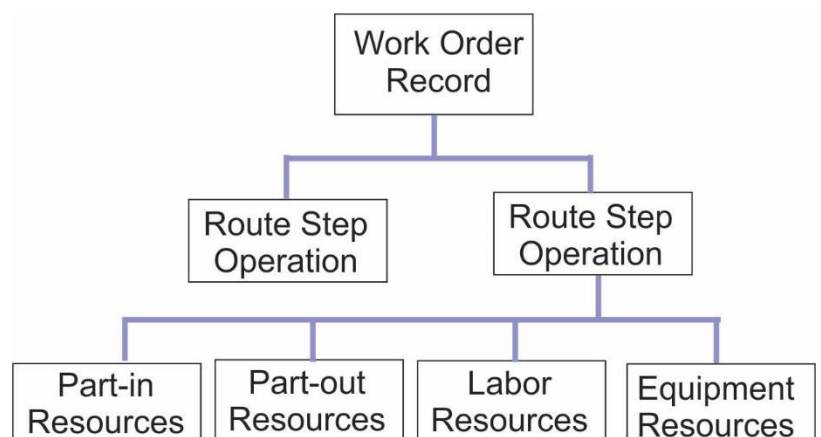 Work Order
Record
Route Step
Operation
Route Step
Operation
Part-in
Resources
Part-out
Resources
Labor
Resources
Equipment
Resources